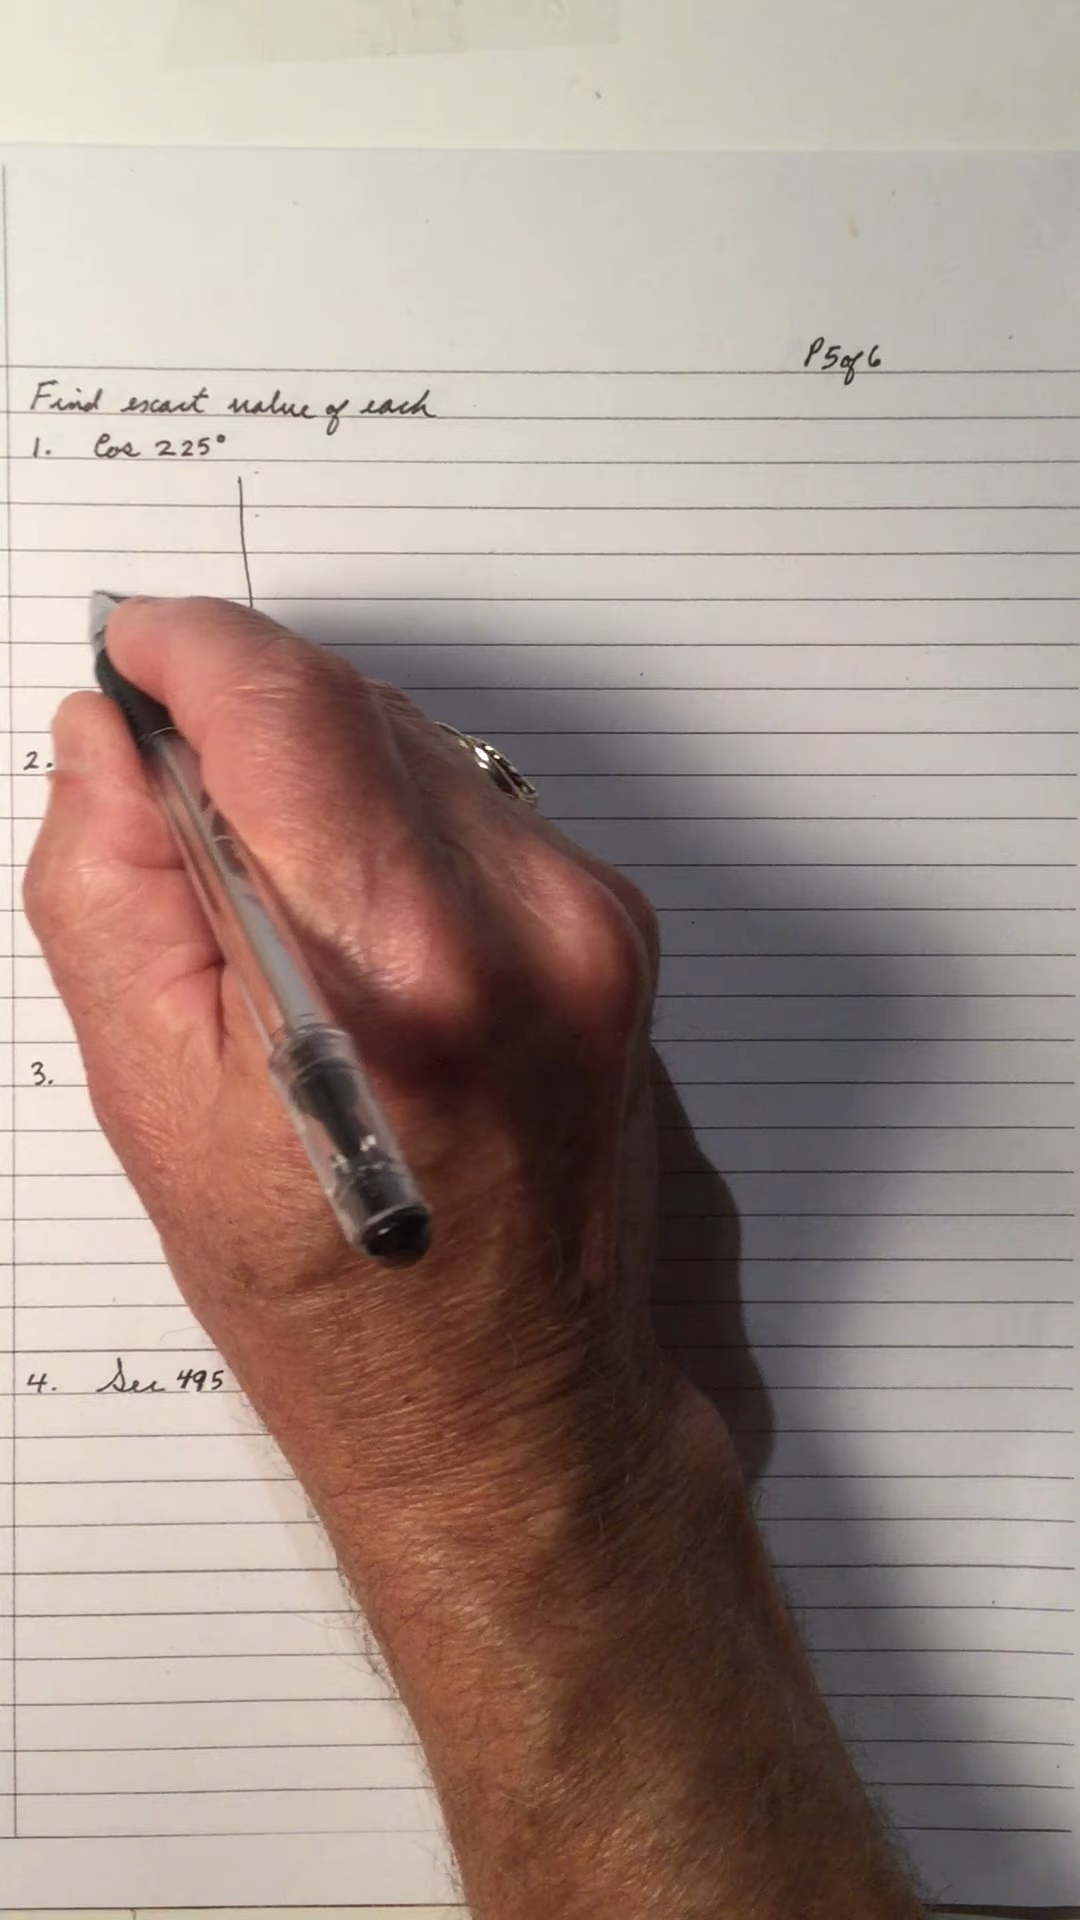 P5of6
Find exact value of each
1. Cos 225°
2.
3.
4. Sec 495